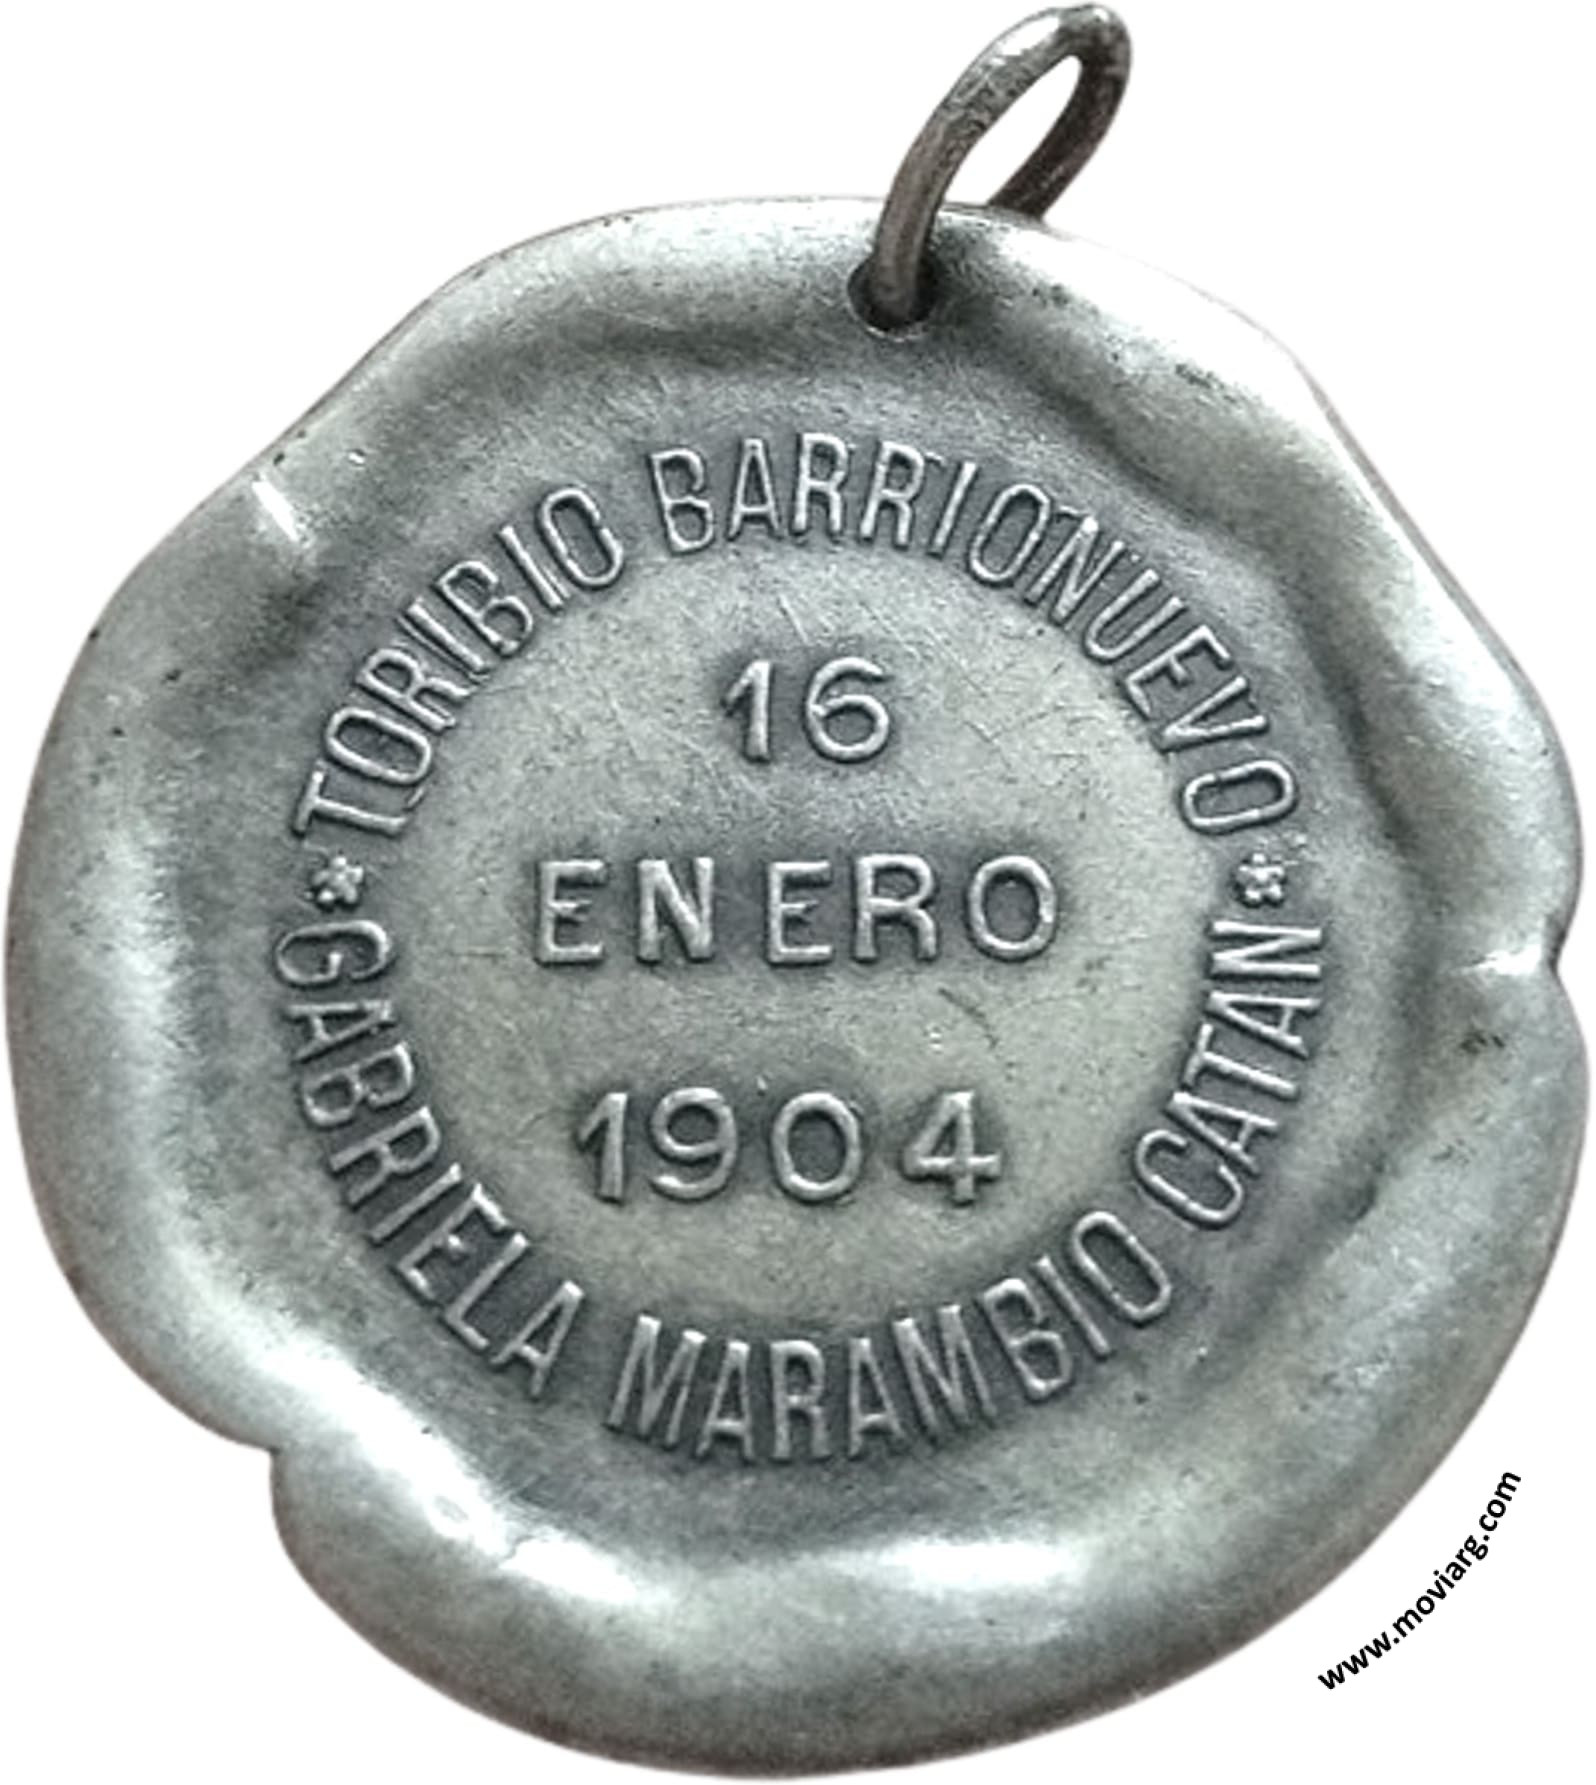 TORIBIO BARRIONUEVO
16
ENERO
1904
* GABRIELA MARAMBIO CATAN *
www.moviarg.com